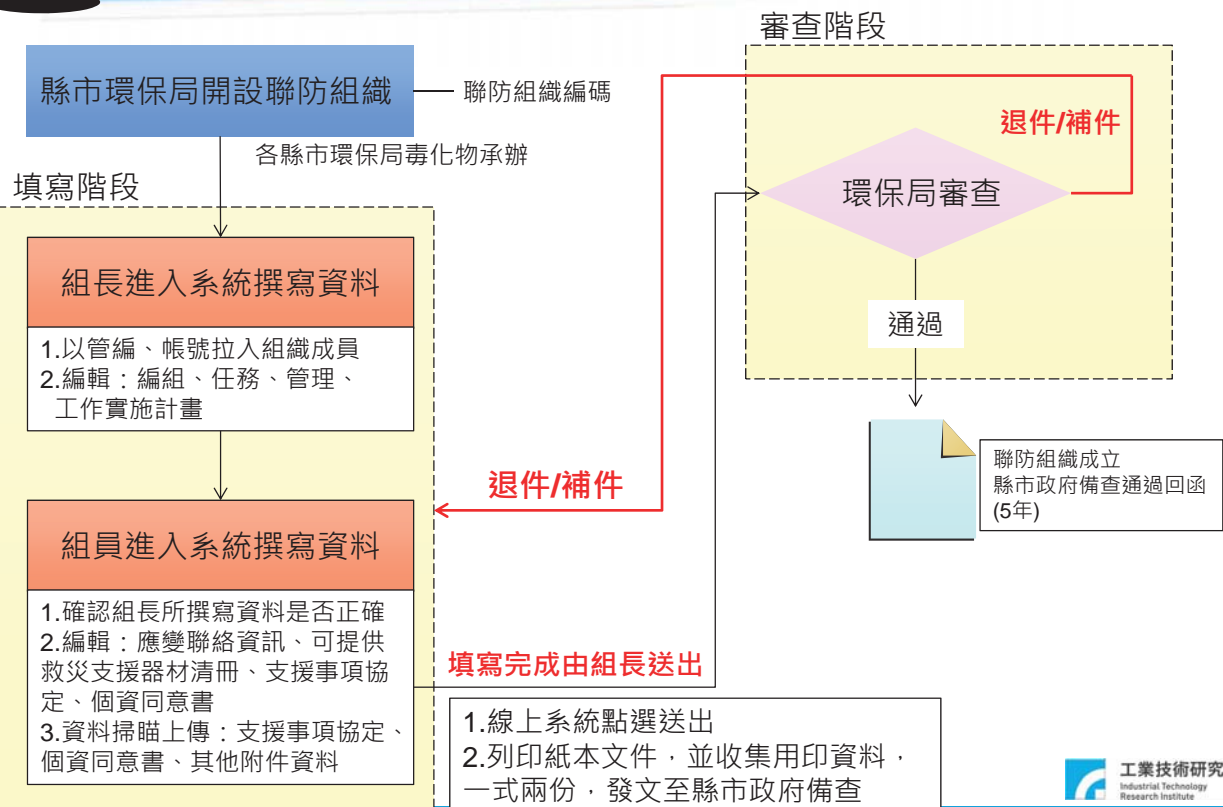 縣市環保局開設聯防組織
聯防組織編碼
各縣市環保局毒化物承辦
填寫階段
組長進入系統撰寫資料
1.以管編、帳號拉入組織成員
2.編輯：編組、任務、管理、
工作實施計畫
組員進入系統撰寫資料
1.確認組長所撰寫資料是否正確
2.編輯：應變聯絡資訊、可提供
救災支援器材清冊、支援事項協
定、個資同意書
3.資料掃瞄上傳：支援事項協定、
個資同意書、其他附件資料
填寫完成由組長送出
1.線上系統點選送出
2.列印紙本文件，並收集用印資料，
一式兩份，發文至縣市政府備查
退件/補件
審查階段
退件/補件
環保局審查
通過
聯防組織成立
縣市政府備查通過回函
(5年)
工業技術研究
Industrial Technology
Research Institute